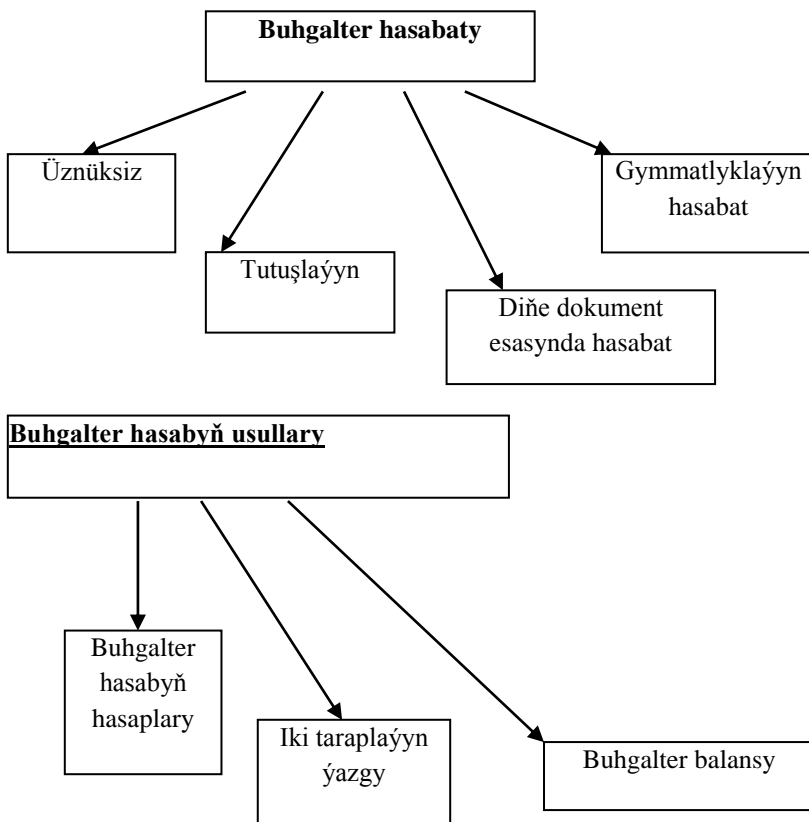 Buhgalter hasabaty
Üznüksiz
Gymmatlyklaýyn
hasabat
Tutuşlaýyn
Diňe dokument
esasynda hasabat
Buhgalter hasabyň usullary
Buhgalter
hasabyň
hasaplary
Iki taraplaýyn
ýazgy
Buhgalter balansy